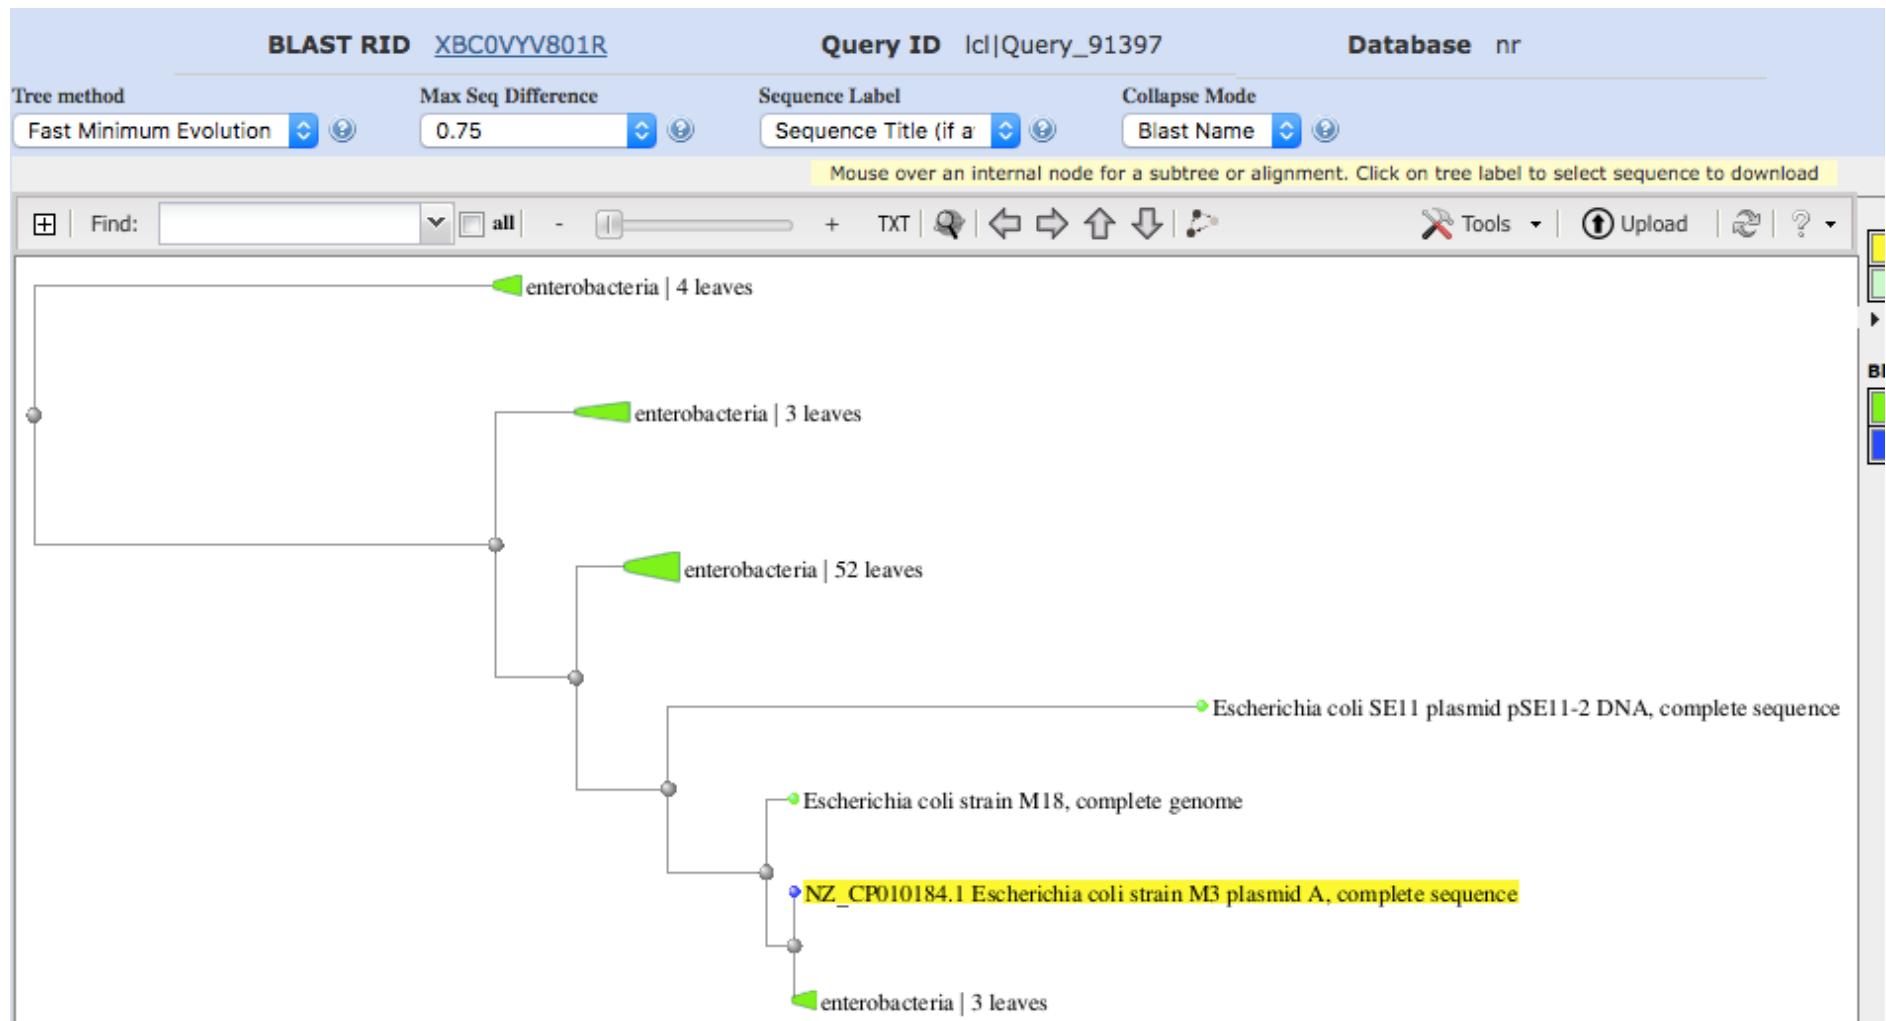 BLAST RID XBC0VYV801R Query ID lcl|Query_91397 Database nr
Tree method Max Seq Difference Sequence Label Collapse Mode
Fast Minimum Evolution 0.75 Sequence Title (if a Blast Name
Mouse over an internal node for a subtree or alignment. Click on tree label to select sequence to download
Find: all - + TXT Tools Upload ?
enterobacteria | 4 leaves
enterobacteria | 3 leaves
enterobacteria | 52 leaves
Escherichia coli SE11 plasmid pSE11-2 DNA, complete sequence
Escherichia coli strain M18, complete genome
NZ_CP010184.1 Escherichia coli strain M3 plasmid A, complete sequence
enterobacteria | 3 leaves